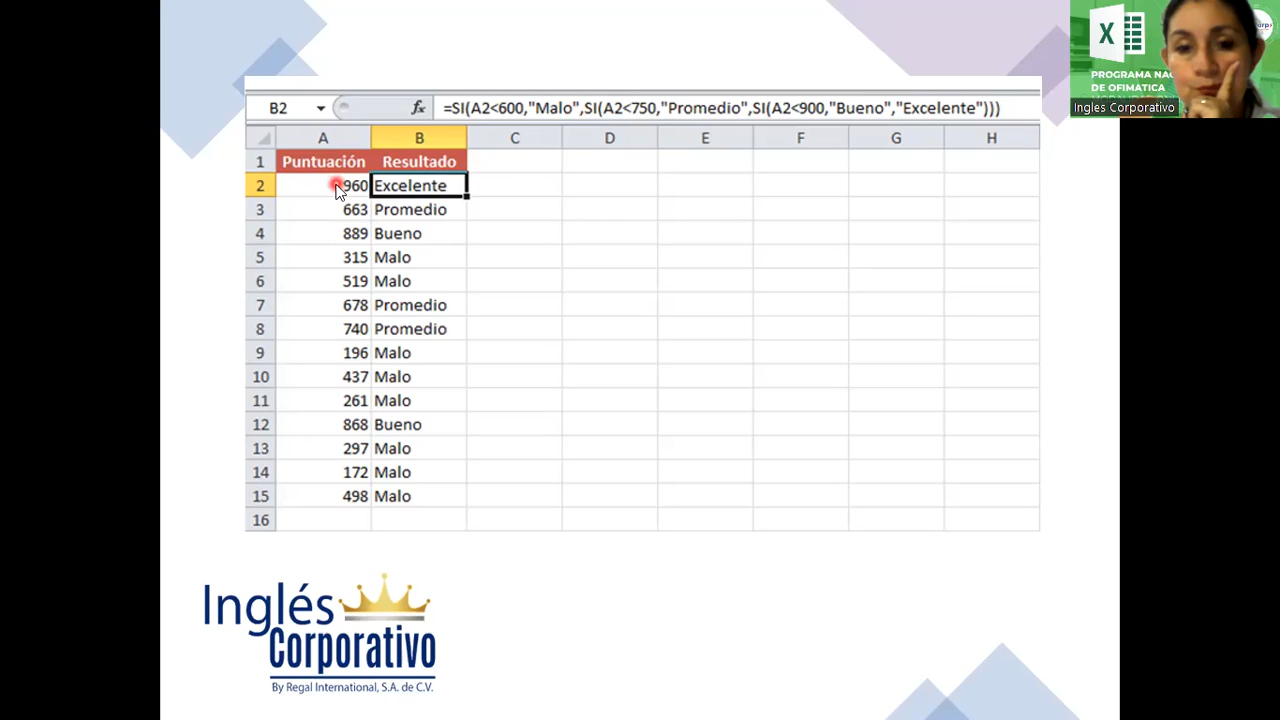 B2 fx =SI(A2<600,"Malo",SI(A2<750,"Promedio",SI(A2<900,"Bueno","Excelente")))
A B C D E F G H
1 Puntuación Resultado
2 960 Excelente
3 663 Promedio
4 889 Bueno
5 315 Malo
6 519 Malo
7 678 Promedio
8 740 Promedio
9 196 Malo
10 437 Malo
11 261 Malo
12 868 Bueno
13 297 Malo
14 172 Malo
15 498 Malo
16
Inglés
Corporativo
By Regal International, S.A. de C.V.
X
PROGRAMA
DE OFIMATICA
Ingles Corporativo